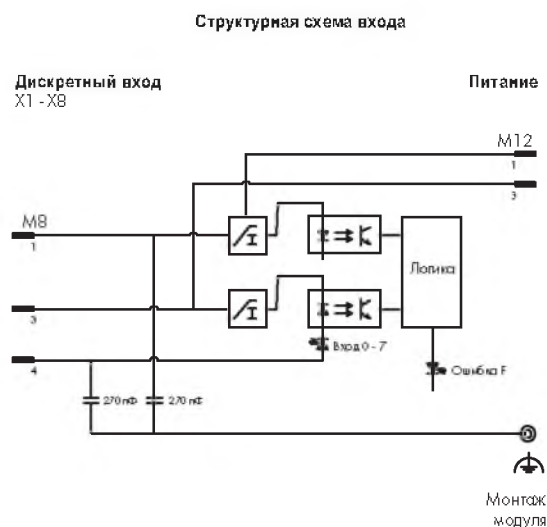 Структурная схема входа
Дискретный вход
X1 - X8
Питание
M12
1
3
M8
1
Логика
3
Вход 0 - 7
4
Ошибка F
270 пФ
270 пФ
Монтаж
модуля